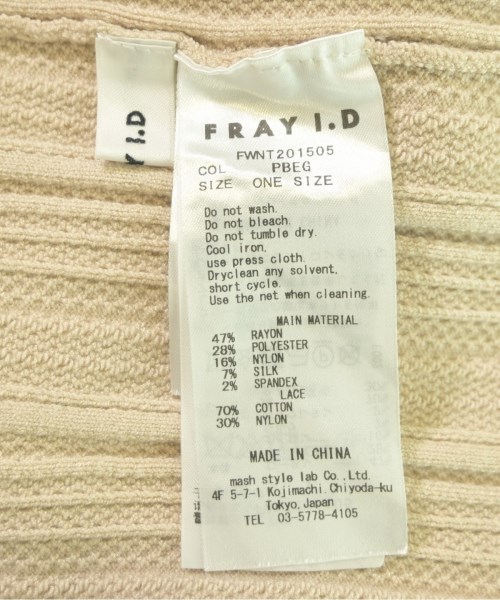 Y I.D
FRAY I.D
FWNT201505
COL PBEG
SIZE ONE SIZE
Do not wash.
Do not bleach
Do not tumble dry.
Cool iron.
use press cloth.
Dryclean any solvent,
short cycle.
Use the net when cleaning.
MAIN MATERIAL
47% RAYON
28% POLYESTER
16% NYLON
7% SILK
2% SPANDEX
LACE
70% COTTON
30% NYLON
MADE IN CHINA
mash style lab Co.,Ltd.
4F 5-7-1 Kojimachi.Chiyoda-ku
Tokyo.Japan
TEL 03-5778-4105